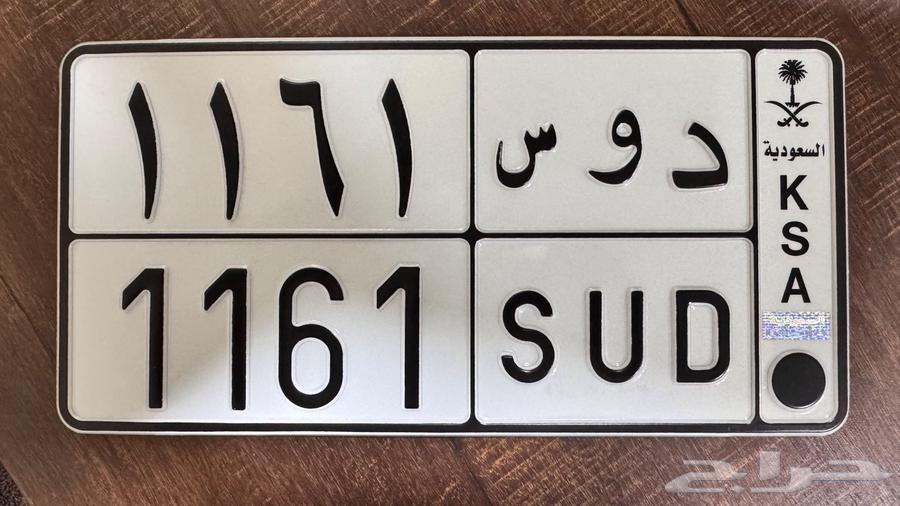 ١١٦١ د و س
1161 SUD
السعودية
K
S
A
حراج